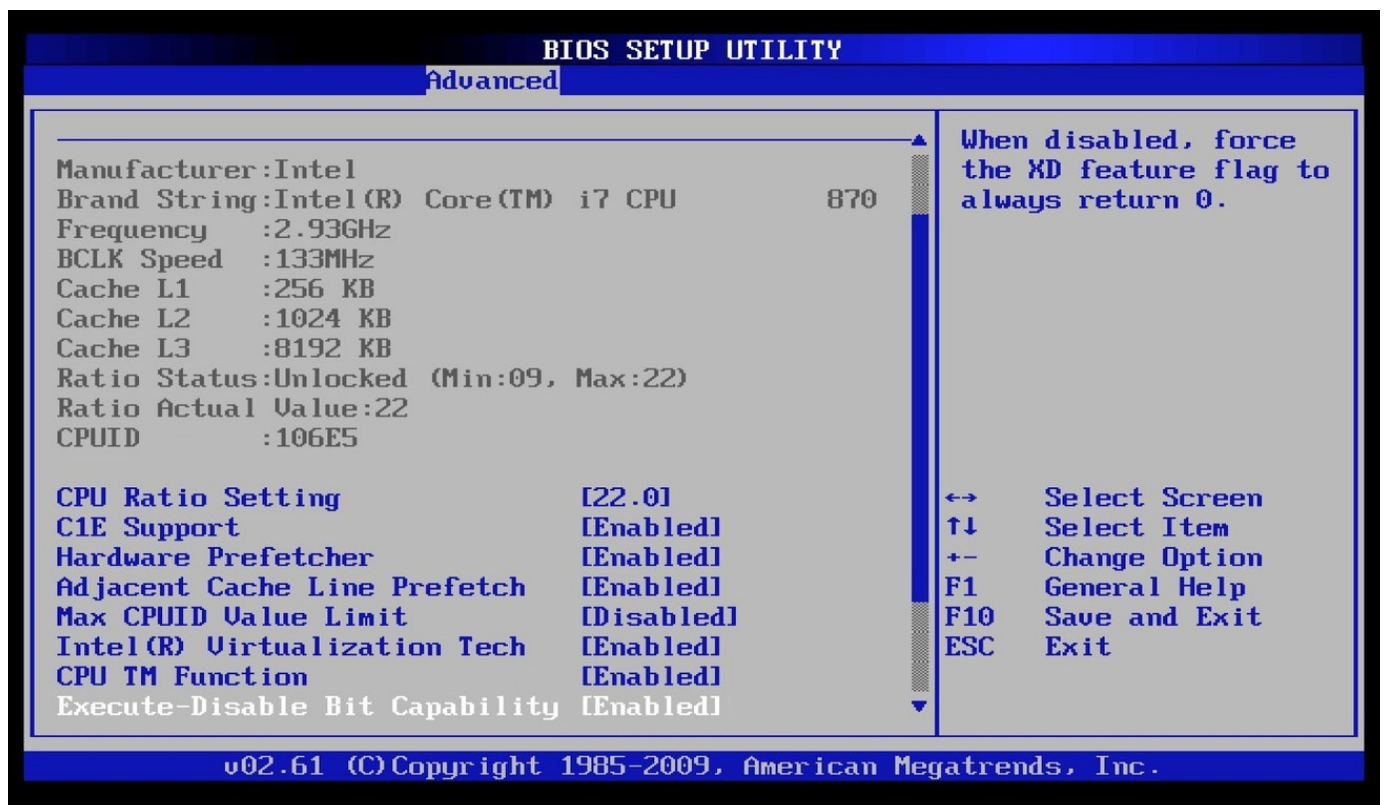 BIOS SETUP UTILITY
Advanced
Manufacturer:Intel
Brand String:Intel(R) Core(TM) i7 CPU 870
Frequency :2.93GHz
BCLK Speed :133MHz
Cache L1 :256 KB
Cache L2 :1024 KB
Cache L3 :8192 KB
Ratio Status:Unlocked (Min:09, Max:22)
Ratio Actual Value:22
CPUID :106E5
CPU Ratio Setting [22.0]
C1E Support [Enabled]
Hardware Prefetcher [Enabled]
Adjacent Cache Line Prefetch [Enabled]
Max CPUID Value Limit [Disabled]
Intel(R) Virtualization Tech [Enabled]
CPU TM Function [Enabled]
Execute-Disable Bit Capability [Enabled]
When disabled, force
the XD feature flag to
always return 0.
←→ Select Screen
↑↓ Select Item
+- Change Option
F1 General Help
F10 Save and Exit
ESC Exit
v02.61 (C)Copyright 1985-2009, American Megatrends, Inc.